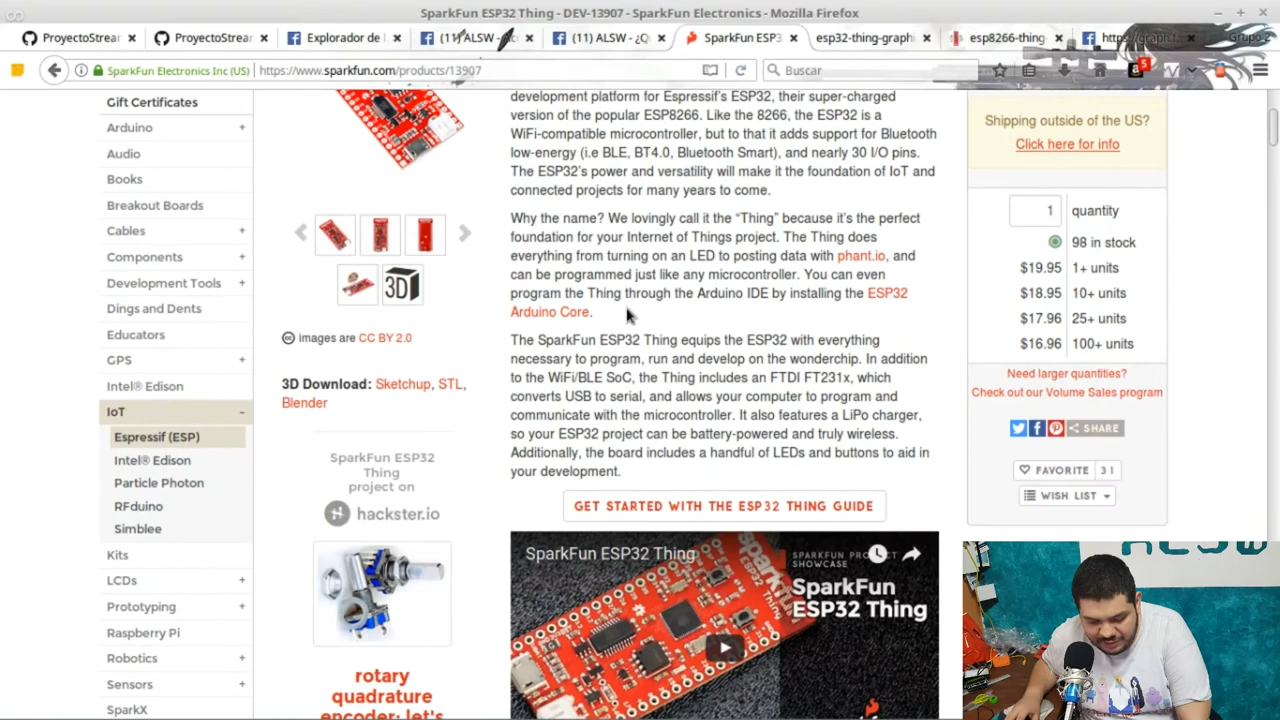 SparkFun ESP32 Thing - DEV-13907 - SparkFun Electronics - Mozilla Firefox
ProyectoStrear
ProyectoStrear
Explorador de l
(11) ALSW -
(11) ALSW - ¿Q
SparkFun ESP3
esp32-thing-graphi
esp8266-thing-
Grupo 2
SparkFun Electronics Inc (US)
https://www.sparkfun.com/products/13907
Buscar
5
Gift Certificates
Arduino +
Audio
Books
Breakout Boards
Cables +
Components +
Development Tools +
Dings and Dents
Educators
GPS +
Intel® Edison
IoT -
Espressif (ESP)
Intel® Edison
Particle Photon
RFduino
Simblee
Kits
LCDs +
Prototyping +
Raspberry Pi
Robotics +
Sensors +
SparkX
3D
images are CC BY 2.0
3D Download: Sketchup, STL,
Blender
SparkFun ESP32
Thing
project on
hackster.io
rotary
quadrature
encoder: let's
development platform for Espressif's ESP32, their super-charged
version of the popular ESP8266. Like the 8266, the ESP32 is a
WiFi-compatible microcontroller, but to that it adds support for Bluetooth
low-energy (i.e BLE, BT4.0, Bluetooth Smart), and nearly 30 I/O pins.
The ESP32's power and versatility will make it the foundation of IoT and
connected projects for many years to come.
Why the name? We lovingly call it the “Thing” because it's the perfect
foundation for your Internet of Things project. The Thing does
everything from turning on an LED to posting data with phant.io, and
can be programmed just like any microcontroller. You can even
program the Thing through the Arduino IDE by installing the ESP32
Arduino Core.
The SparkFun ESP32 Thing equips the ESP32 with everything
necessary to program, run and develop on the wonderchip. In addition
to the WiFi/BLE SoC, the Thing includes an FTDI FT231x, which
converts USB to serial, and allows your computer to program and
communicate with the microcontroller. It also features a LiPo charger,
so your ESP32 project can be battery-powered and truly wireless.
Additionally, the board includes a handful of LEDs and buttons to aid in
your development.
GET STARTED WITH THE ESP32 THING GUIDE
SparkFun ESP32 Thing
SHOWCASE
SparkFun
ESP32 Thing
Shipping outside of the US?
Click here for info
1 quantity
98 in stock
$19.95 1+ units
$18.95 10+ units
$17.96 25+ units
$16.96 100+ units
Need larger quantities?
Check out our Volume Sales program
SHARE
FAVORITE 31
WISH LIST